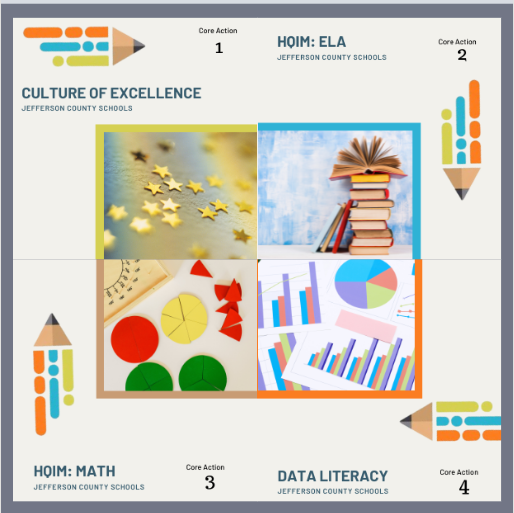 Core Action
1
CULTURE OF EXCELLENCE
JEFFERSON COUNTY SCHOOLS
HQIM: ELA
JEFFERSON COUNTY SCHOOLS
Core Action
2
HQIM: MATH
JEFFERSON COUNTY SCHOOLS
Core Action
3
DATA LITERACY
JEFFERSON COUNTY SCHOOLS
Core Action
4